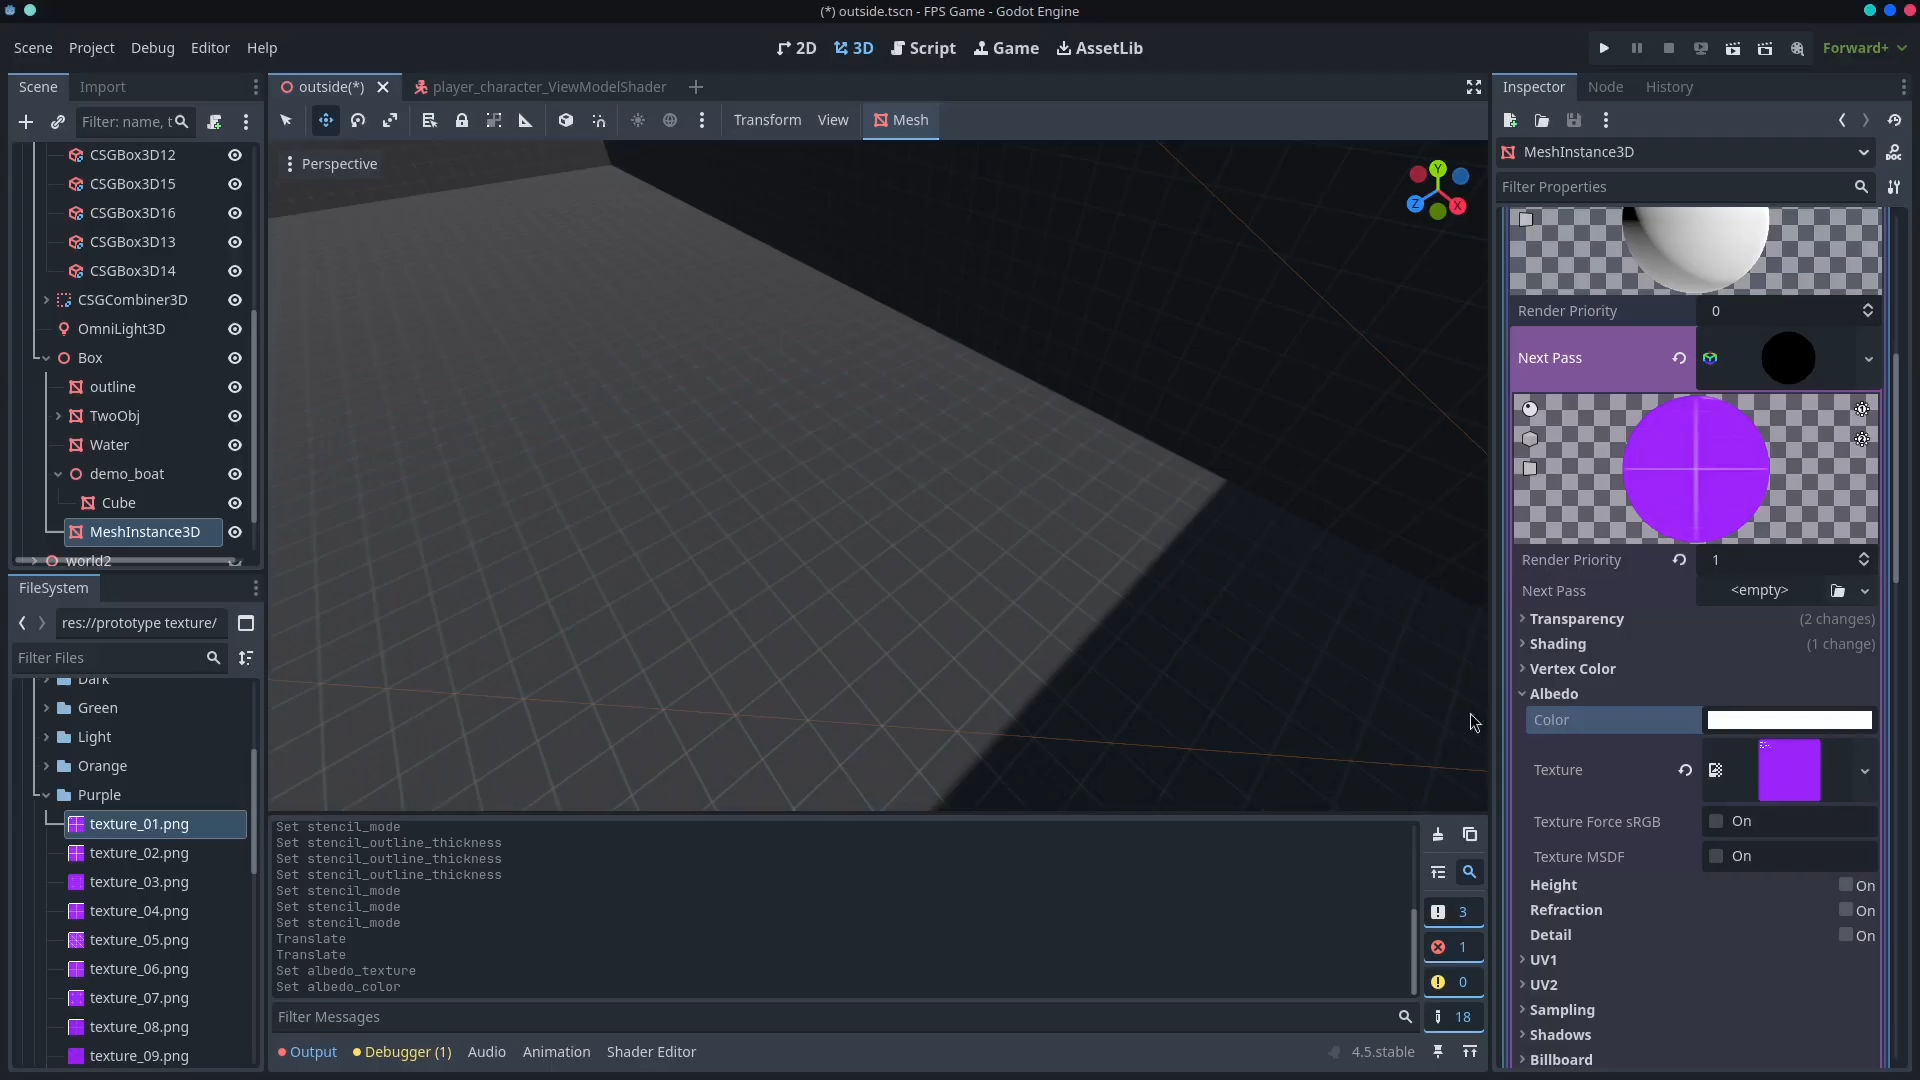 (*) outside.tscn - FPS Game - Godot Engine
Scene Project Debug Editor Help
2D 3D Script Game AssetLib
Forward+
Scene Import
Filter: name, t
CSGBox3D12
CSGBox3D15
CSGBox3D16
CSGBox3D13
CSGBox3D14
CSGCombiner3D
OmniLight3D
Box
outline
TwoObj
Water
demo_boat
Cube
MeshInstance3D
world2
FileSystem
res://prototype texture/
Filter Files
Dark
Green
Light
Orange
Purple
texture_01.png
texture_02.png
texture_03.png
texture_04.png
texture_05.png
texture_06.png
texture_07.png
texture_08.png
texture_09.png
outside(*) player_character_ViewModelShader
Transform View Mesh
Perspective
Y
Z
X
Set stencil_mode
Set stencil_outline_thickness
Set stencil_outline_thickness
Set stencil_outline_thickness
Set stencil_mode
Set stencil_mode
Set stencil_mode
Translate
Translate
Set albedo_texture
Set albedo_color
3
1
0
18
Filter Messages
Output Debugger (1) Audio Animation Shader Editor 4.5.stable
Inspector Node History
MeshInstance3D
DOC
Filter Properties
Render Priority 0
Next Pass
Render Priority 1
Next Pass <empty>
Transparency (2 changes)
Shading (1 change)
Vertex Color
Albedo
Color
Texture
Texture Force sRGB On
Texture MSDF On
Height On
Refraction On
Detail On
UV1
UV2
Sampling
Shadows
Billboard